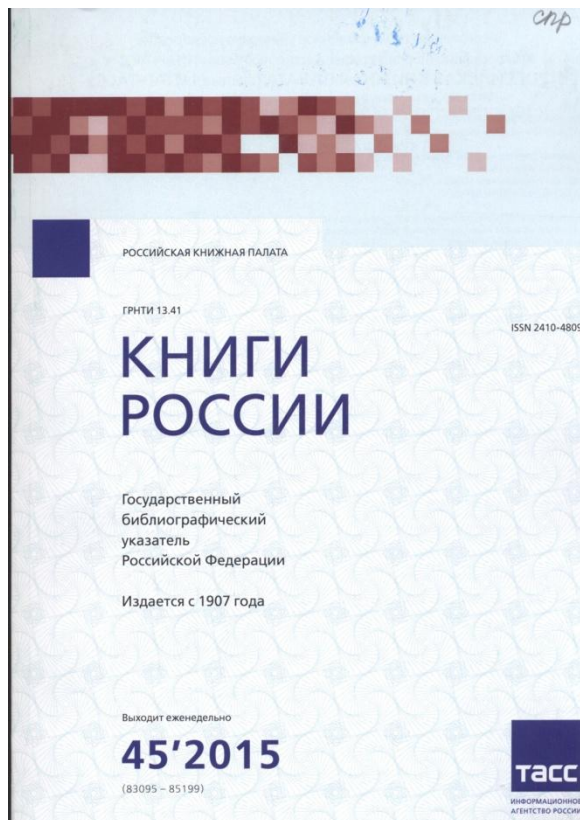 спр
РОССИЙСКАЯ КНИЖНАЯ ПАЛАТА
ГРНТИ 13.41
ISSN 2410-4809
КНИГИ
РОССИИ
Государственный
библиографический
указатель
Российской Федерации
Издается с 1907 года
Выходит еженедельно
45'2015
(83095 – 85199)
ТАСС
ИНФОРМАЦИОННОЕ
АГЕНТСТВО РОССИИ